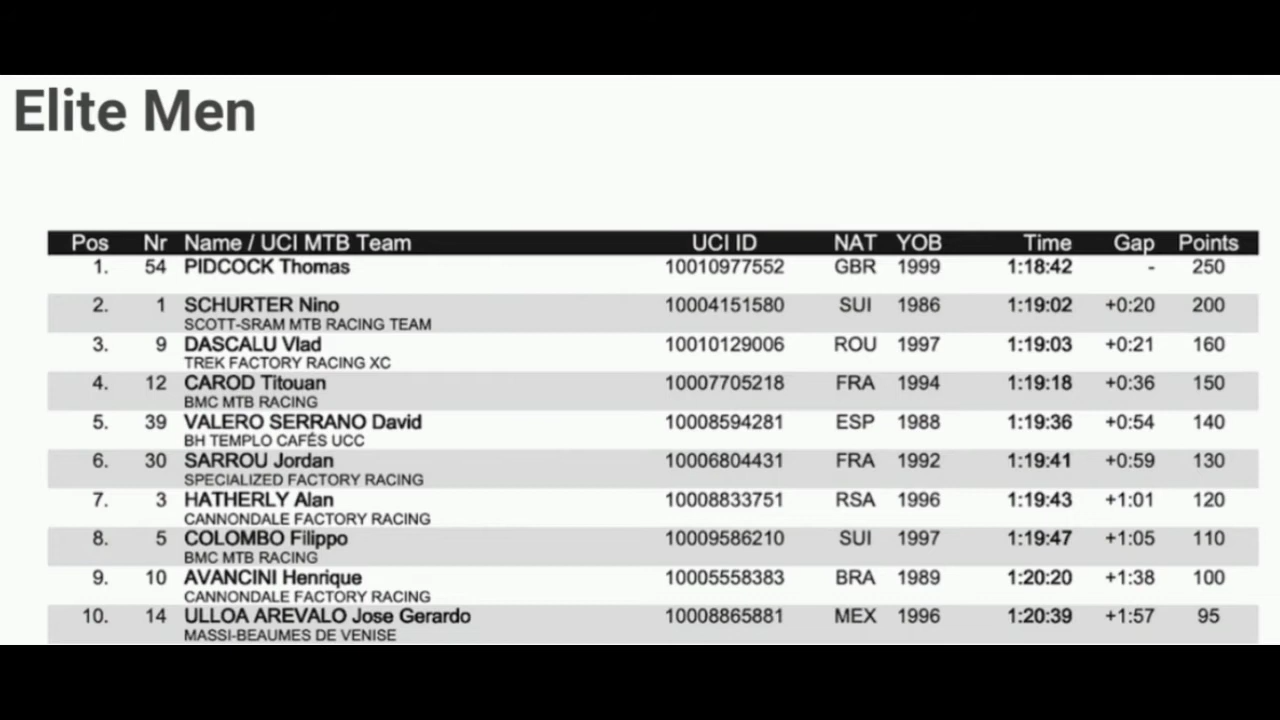 Elite Men
Pos Nr Name / UCI MTB Team UCI ID NAT YOB Time Gap Points
1. 54 PIDCOCK Thomas 10010977552 GBR 1999 1:18:42 - 250
2. 1 SCHURTER Nino 10004151580 SUI 1986 1:19:02 +0:20 200
SCOTT-SRAM MTB RACING TEAM
3. 9 DASCALU Vlad 10010129006 ROU 1997 1:19:03 +0:21 160
TREK FACTORY RACING XC
4. 12 CAROD Titouan 10007705218 FRA 1994 1:19:18 +0:36 150
BMC MTB RACING
5. 39 VALERO SERRANO David 10008594281 ESP 1988 1:19:36 +0:54 140
BH TEMPLO CAFÉS UCC
6. 30 SARROU Jordan 10006804431 FRA 1992 1:19:41 +0:59 130
SPECIALIZED FACTORY RACING
7. 3 HATHERLY Alan 10008833751 RSA 1996 1:19:43 +1:01 120
CANNONDALE FACTORY RACING
8. 5 COLOMBO Filippo 10009586210 SUI 1997 1:19:47 +1:05 110
BMC MTB RACING
9. 10 AVANCINI Henrique 10005558383 BRA 1989 1:20:20 +1:38 100
CANNONDALE FACTORY RACING
10. 14 ULLOA AREVALO Jose Gerardo 10008865881 MEX 1996 1:20:39 +1:57 95
MASSI-BEAUMES DE VENISE